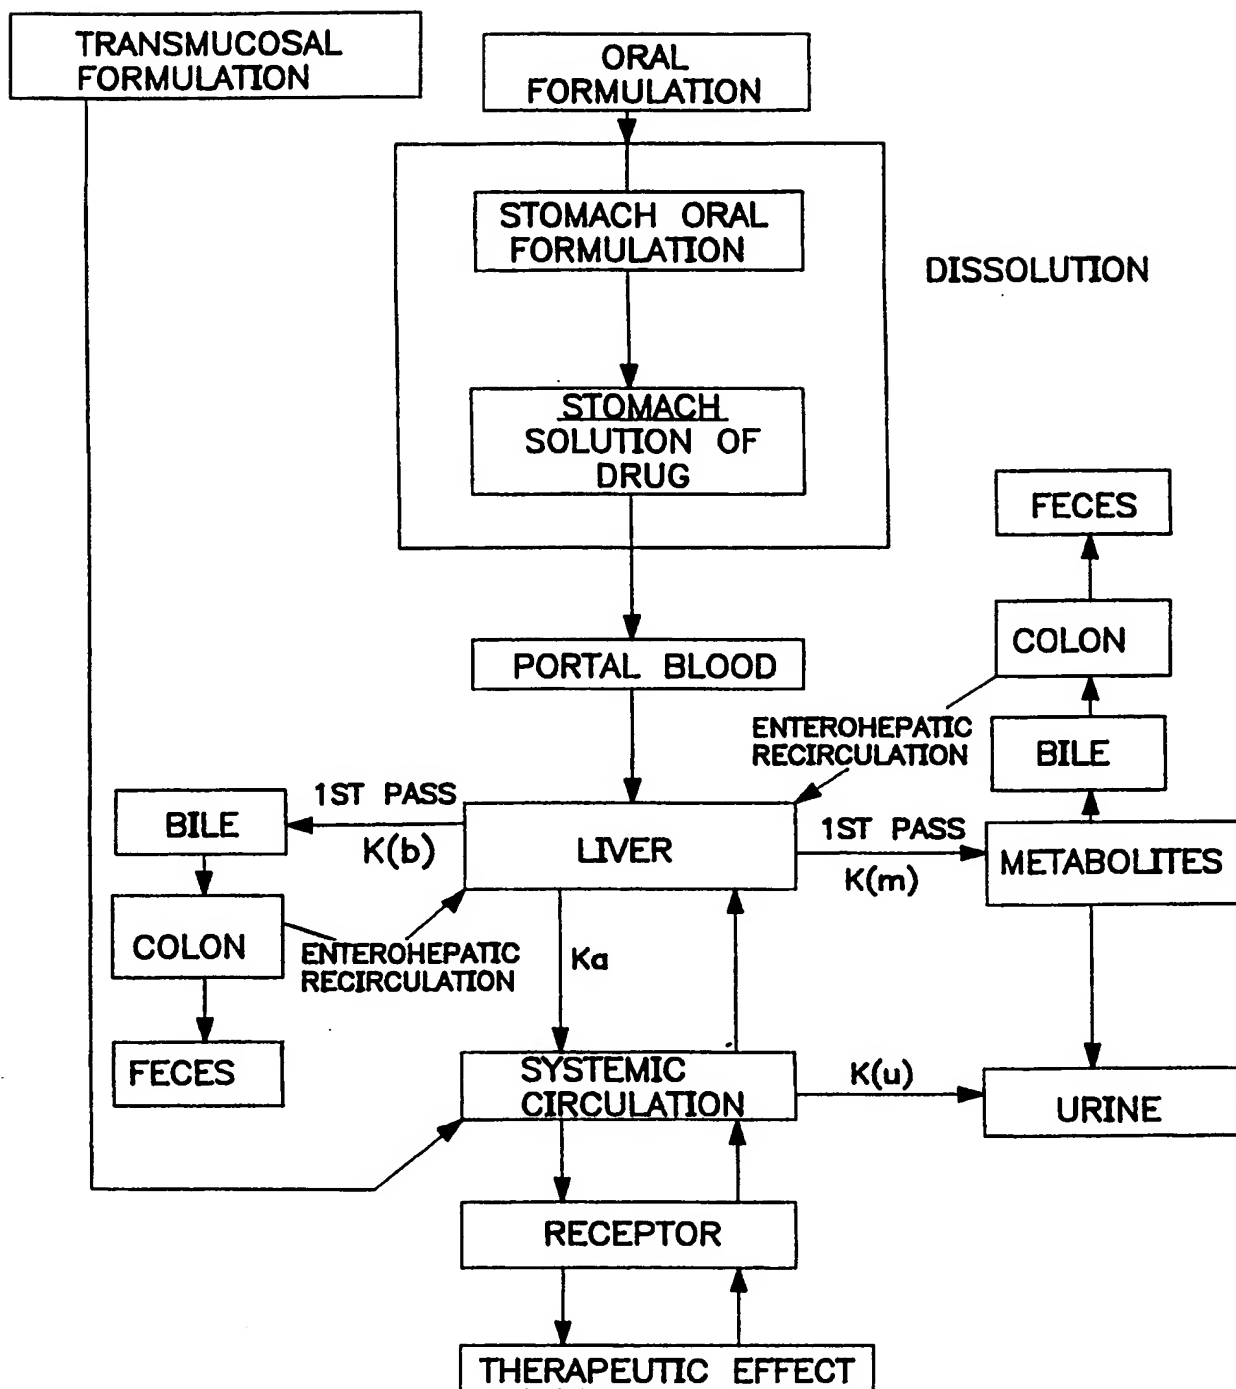 TRANSMUCOSAL
FORMULATION
ORAL
FORMULATION
STOMACH ORAL
FORMULATION
DISSOLUTION
STOMACH
SOLUTION OF
DRUG
FECES
COLON
PORTAL BLOOD
ENTEROHEPATIC
RECIRCULATION
BILE
1ST PASS
BILE
K(b)
LIVER
1ST PASS
K(m)
METABOLITES
COLON
ENTEROHEPATIC
RECIRCULATION
Ka
FECES
SYSTEMIC
CIRCULATION
K(u)
URINE
RECEPTOR
THERAPEUTIC EFFECT